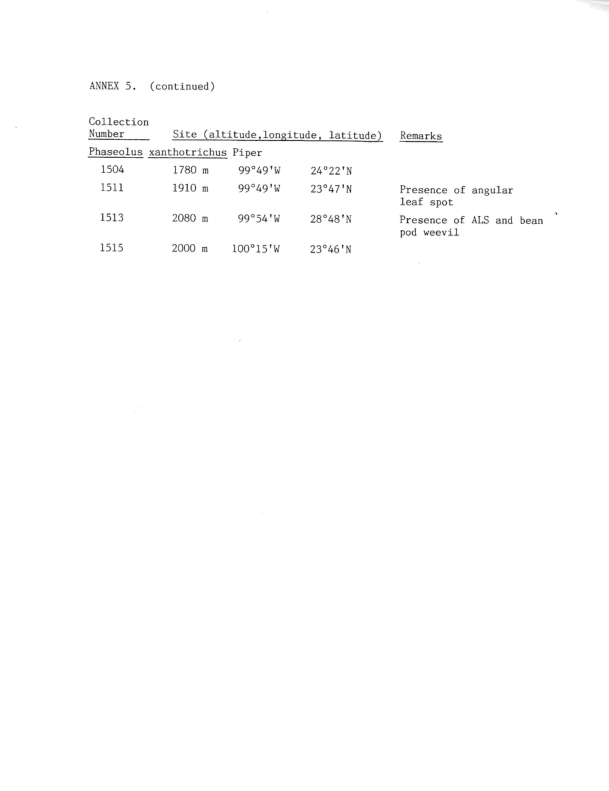 ANNEX 5. (continued)
Collection
Number Site (altitude,longitude, latitude) Remarks
Phaseolus xanthotrichus Piper
1504 1780 m 99°49'W 24°22'N
1511 1910 m 99°49'W 23°47'N Presence of angular
leaf spot
1513 2080 m 99°54'W 28°48'N Presence of ALS and bean
pod weevil
1515 2000 m 100°15'W 23°46'N